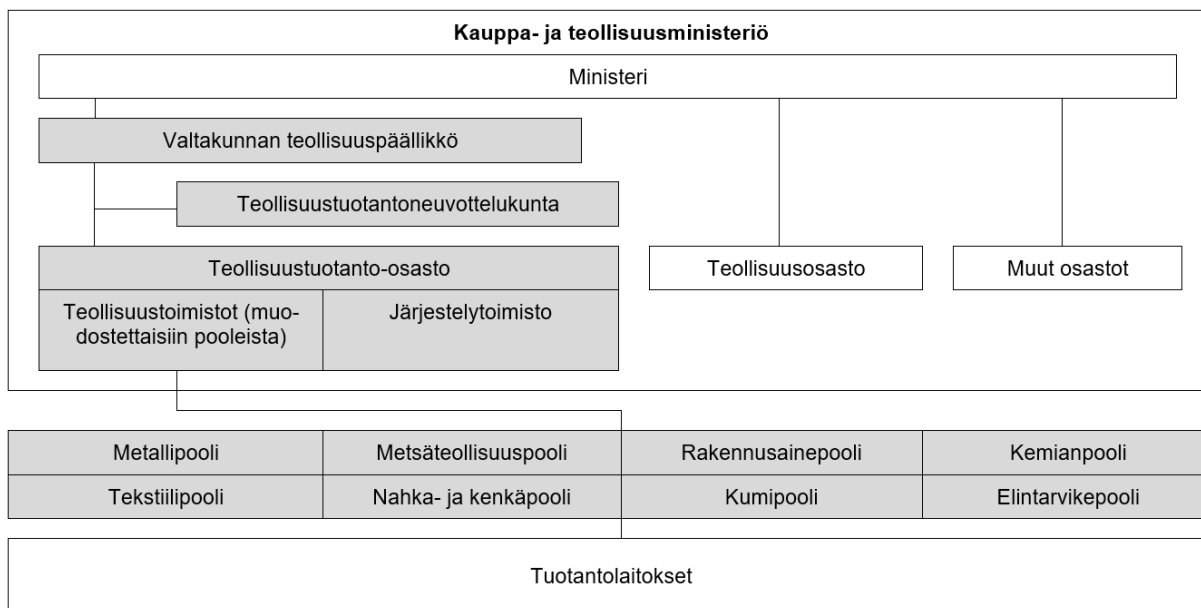 Kauppa- ja teollisuusministeriö
Ministeri
Valtakunnan teollisuuspäällikkö
Teollisuustuotantoneuvottelukunta
Teollisuustuotanto-osasto
Teollisuusosasto
Muut osastot
Teollisuustoimistot (muo-
dostettaisiin pooleista)
Järjestelytoimisto
Metallipooli
Metsäteollisuuspooli
Rakennusainepooli
Kemianpooli
Tekstiilipooli
Nahka- ja kenkäpooli
Kumipooli
Elintarvikepooli
Tuotantolaitokset